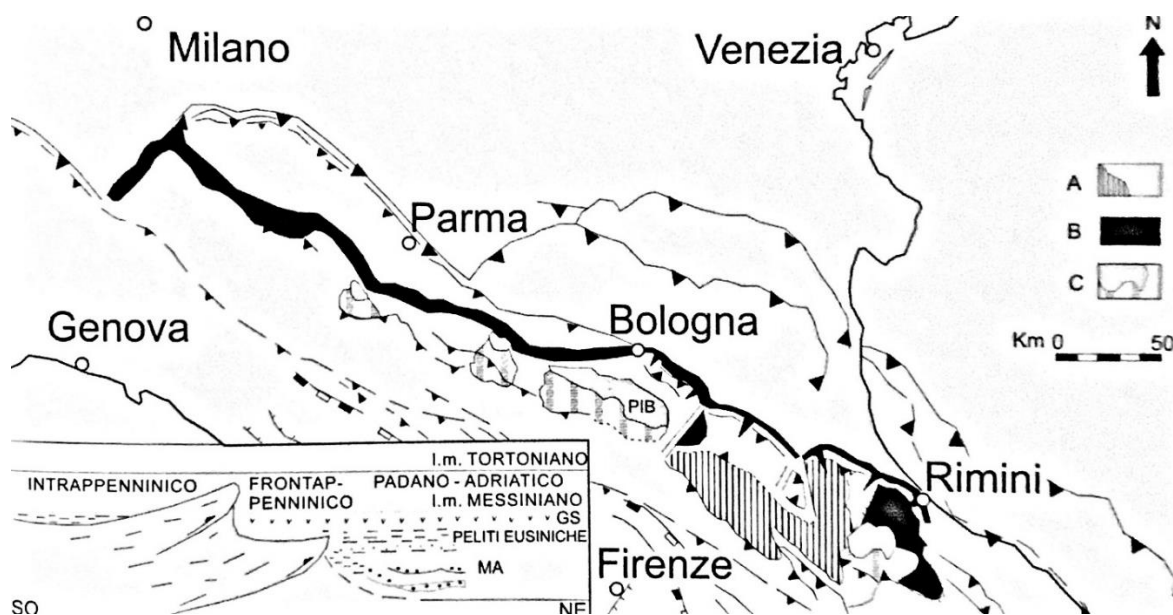 Milano
Venezia
N
A
B
C
Parma
Genova
Bologna
Km 0 50
PIB
Rimini
Firenze
l.m. TORTONIANO
INTRAPPENINICO
FRONTAP-
PENNINICO
PADANO - ADRIATICO
l.m. MESSINIANO
GS
PELITI EUSINICHE
MA
SO
NE